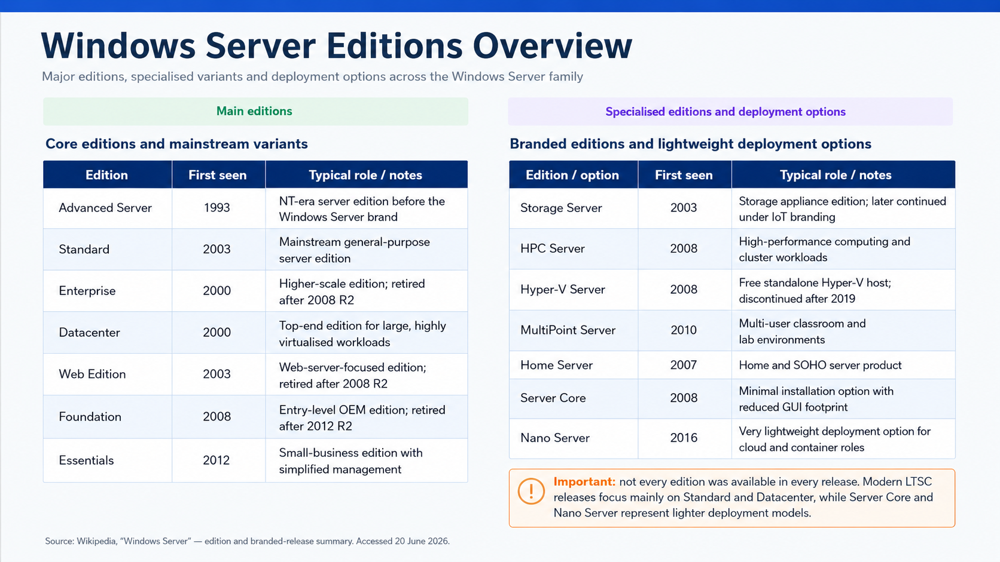 Windows Server Editions Overview
Major editions, specialised variants and deployment options across the Windows Server family
Main editions
Core editions and mainstream variants
Edition First seen Typical role / notes
Advanced Server 1993 NT-era server edition before the
Windows Server brand
Standard 2003 Mainstream general-purpose
server edition
Enterprise 2000 Higher-scale edition; retired
after 2008 R2
Datacenter 2000 Top-end edition for large, highly
virtualised workloads
Web Edition 2003 Web-server-focused edition;
retired after 2008 R2
Foundation 2008 Entry-level OEM edition; retired
after 2012 R2
Essentials 2012 Small-business edition with
simplified management
Specialised editions and deployment options
Branded editions and lightweight deployment options
Edition / option First seen Typical role / notes
Storage Server 2003 Storage appliance edition; later continued
under IoT branding
HPC Server 2008 High-performance computing and
cluster workloads
Hyper-V Server 2008 Free standalone Hyper-V host;
discontinued after 2019
MultiPoint Server 2010 Multi-user classroom and
lab environments
Home Server 2007 Home and SOHO server product
Server Core 2008 Minimal installation option with
reduced GUI footprint
Nano Server 2016 Very lightweight deployment option for
cloud and container roles
Important: not every edition was available in every release. Modern LTSC
releases focus mainly on Standard and Datacenter, while Server Core and
Nano Server represent lighter deployment models.
Source: Wikipedia, “Windows Server” — edition and branded-release summary. Accessed 20 June 2026.